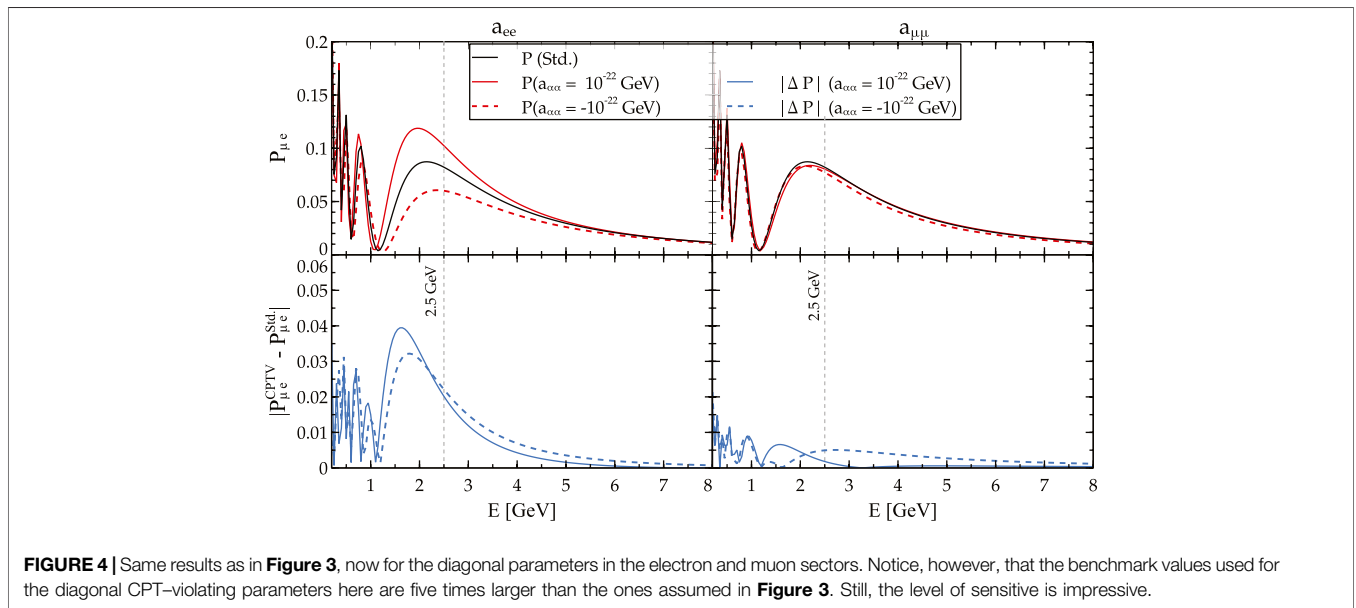 a_ee
a_μμ
P (Std.)
P(a_αα = 10^-22 GeV)
P(a_αα = -10^-22 GeV)
|Δ P| (a_αα = 10^-22 GeV)
|Δ P| (a_αα = -10^-22 GeV)
P_μ e
0.2
0.15
0.1
0.05
0
|P_μ e^CPTV - P_μ e^Std.|
0.06
0.05
0.04
0.03
0.02
0.01
0
2.5 GeV
2.5 GeV
1 2 3 4 5 6 7 8
1 2 3 4 5 6 7 8
E [GeV]
E [GeV]
FIGURE 4 | Same results as in Figure 3, now for the diagonal parameters in the electron and muon sectors. Notice, however, that the benchmark values used for
the diagonal CPT–violating parameters here are five times larger than the ones assumed in Figure 3. Still, the level of sensitive is impressive.